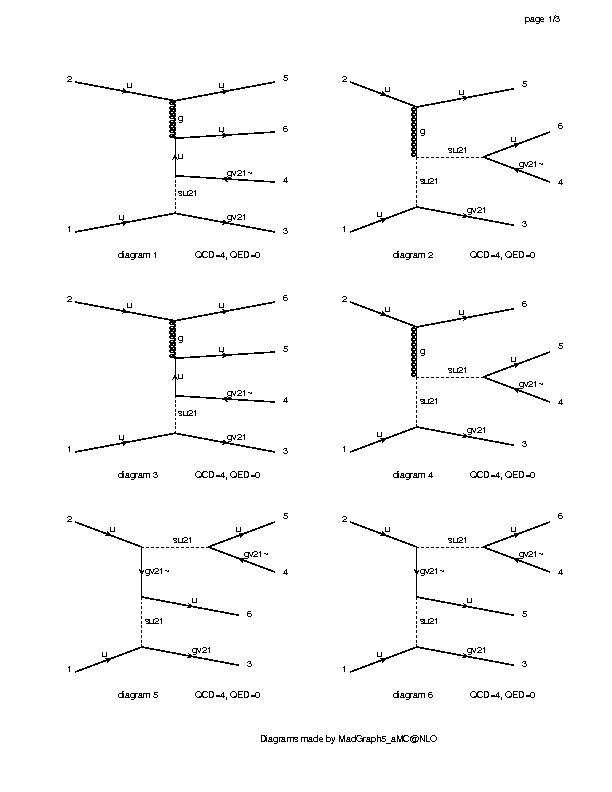 page 1/3
2 u u 5
g
u 6
u
gv21~ 4
su21
1 u gv21 3
diagram 1 QCD=4, QED=0
2 u u 5
g
su21 u 6
gv21~ 4
su21
1 u gv21 3
diagram 2 QCD=4, QED=0
2 u u 6
g
u 5
u
gv21~ 4
su21
1 u gv21 3
diagram 3 QCD=4, QED=0
2 u u 6
g
su21 u 5
gv21~ 4
su21
1 u gv21 3
diagram 4 QCD=4, QED=0
2 u su21 u 5
gv21~ 4
gv21~
u 6
su21
1 u gv21 3
diagram 5 QCD=4, QED=0
2 u su21 u 6
gv21~ 4
gv21~
u 5
su21
1 u gv21 3
diagram 6 QCD=4, QED=0
Diagrams made by MadGraph5_aMC@NLO